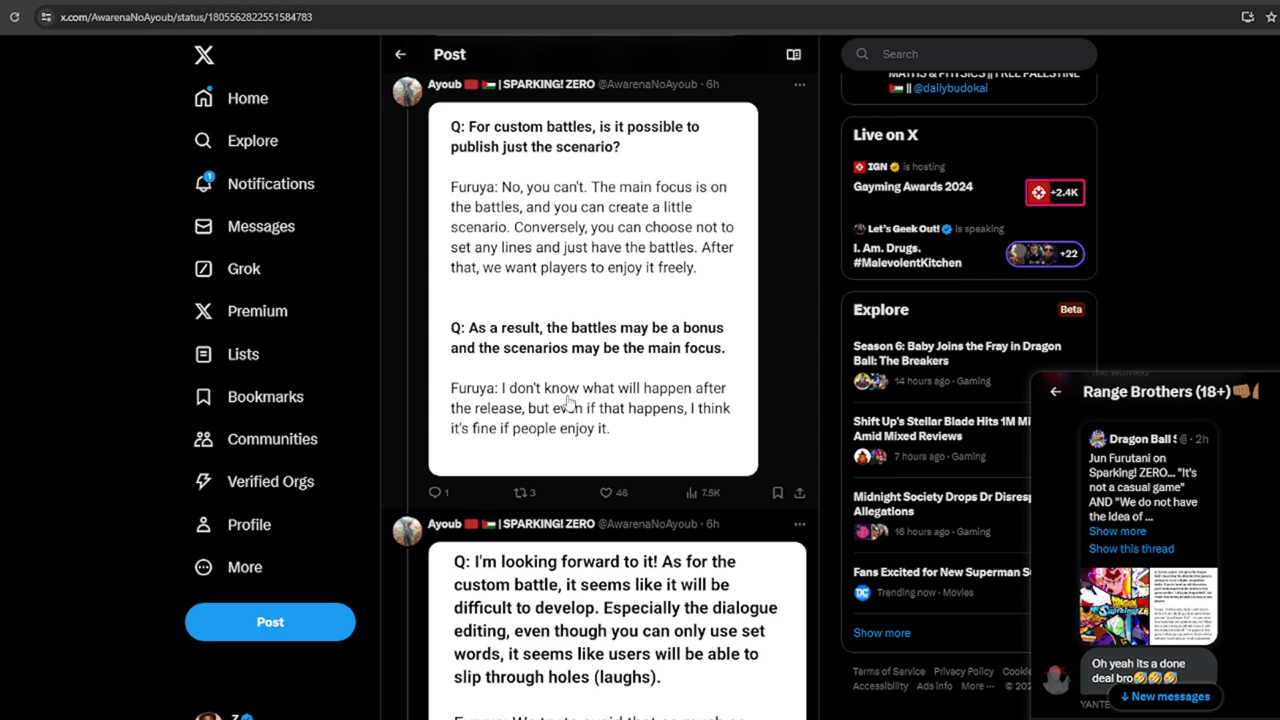 x.com/AwarenaNoAyoub/status/1805562822551584783
Home
Explore
Notifications
1
Messages
Grok
Premium
Lists
Bookmarks
Communities
Verified Orgs
Profile
More
Post
Post
Ayoub | SPARKING! ZERO @AwarenaNoAyoub · 6h
Q: For custom battles, is it possible to
publish just the scenario?
Furuya: No, you can't. The main focus is on
the battles, and you can create a little
scenario. Conversely, you can choose not to
set any lines and just have the battles. After
that, we want players to enjoy it freely.
Q: As a result, the battles may be a bonus
and the scenarios may be the main focus.
Furuya: I don't know what will happen after
the release, but even if that happens, I think
it's fine if people enjoy it.
1
3
46
7.5K
Ayoub | SPARKING! ZERO @AwarenaNoAyoub · 6h
Q: I'm looking forward to it! As for the
custom battle, it seems like it will be
difficult to develop. Especially the dialogue
editing, even though you can only use set
words, it seems like users will be able to
slip through holes (laughs).
Search
MATHS & PHYSICS || FREE PALESTINE
|| @dailybudokai
Live on X
IGN is hosting
Gayming Awards 2024
+2.4K
Let's Geek Out! is speaking
I. Am. Drugs.
#MalevolentKitchen
+22
Explore
Beta
Season 6: Baby Joins the Fray in Dragon
Ball: The Breakers
14 hours ago · Gaming
Shift Up's Stellar Blade Hits 1M Mi
Amid Mixed Reviews
7 hours ago · Gaming
Midnight Society Drops Dr Disresp
Allegations
16 hours ago · Gaming
Fans Excited for New Superman Su
Trending now · Movies
Show more
Terms of Service Privacy Policy Cookie
Accessibility Ads info More ··· © 202
Range Brothers (18+)
Dragon Ball S @ · 2h
Jun Furutani on
Sparking! ZERO... "It's
not a casual game"
AND "We do not have
the idea of ...
Show more
Show this thread
Oh yeah its a done
deal bro
New messages
YANTE